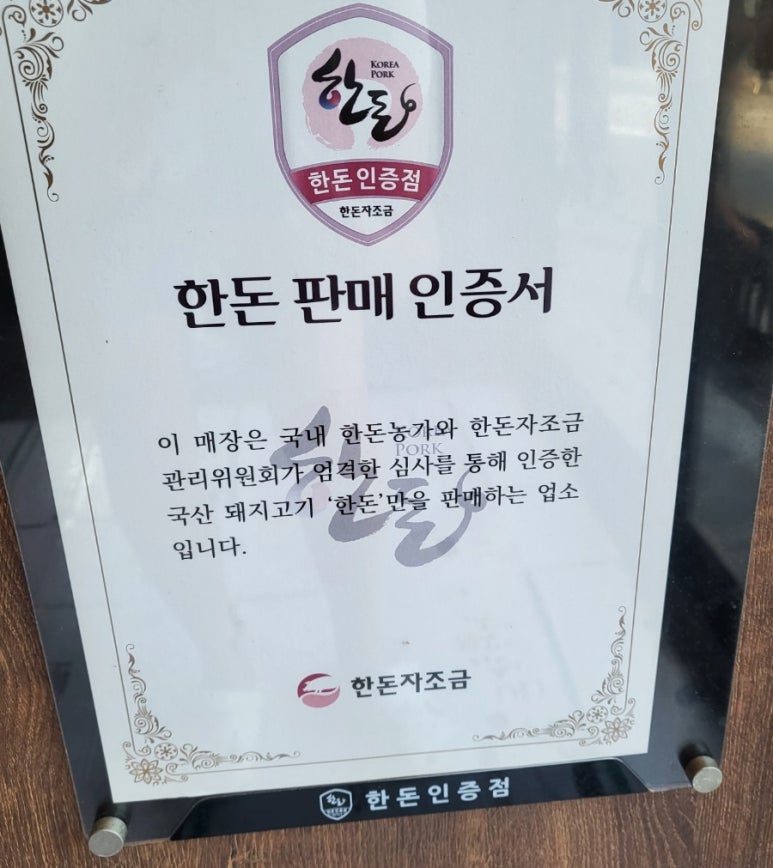 한돈
KOREA
PORK
한돈인증점
한돈자조금
한돈 판매 인증서
이 매장은 국내 한돈농가와 한돈자조금
관리위원회가 엄격한 심사를 통해 인증한
국산 돼지고기 ‘한돈’만을 판매하는 업소
입니다.
한돈
PORK
한돈자조금
한돈
한돈인증점